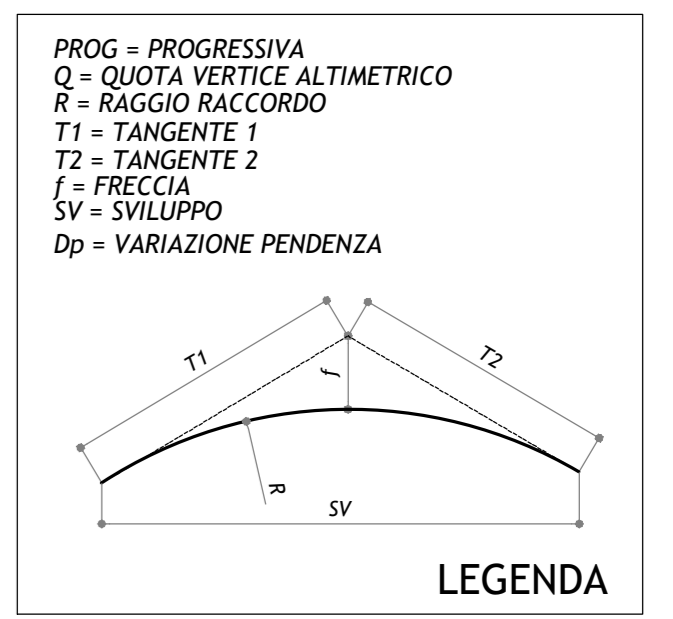 PROG = PROGRESSIVA
Q = QUOTA VERTICE ALTIMETRICO
R = RAGGIO RACCORDO
T1 = TANGENTE 1
T2 = TANGENTE 2
f = FRECCIA
SV = SVILUPPO
Dp = VARIAZIONE PENDENZA
T1
f
T2
R
SV
LEGENDA